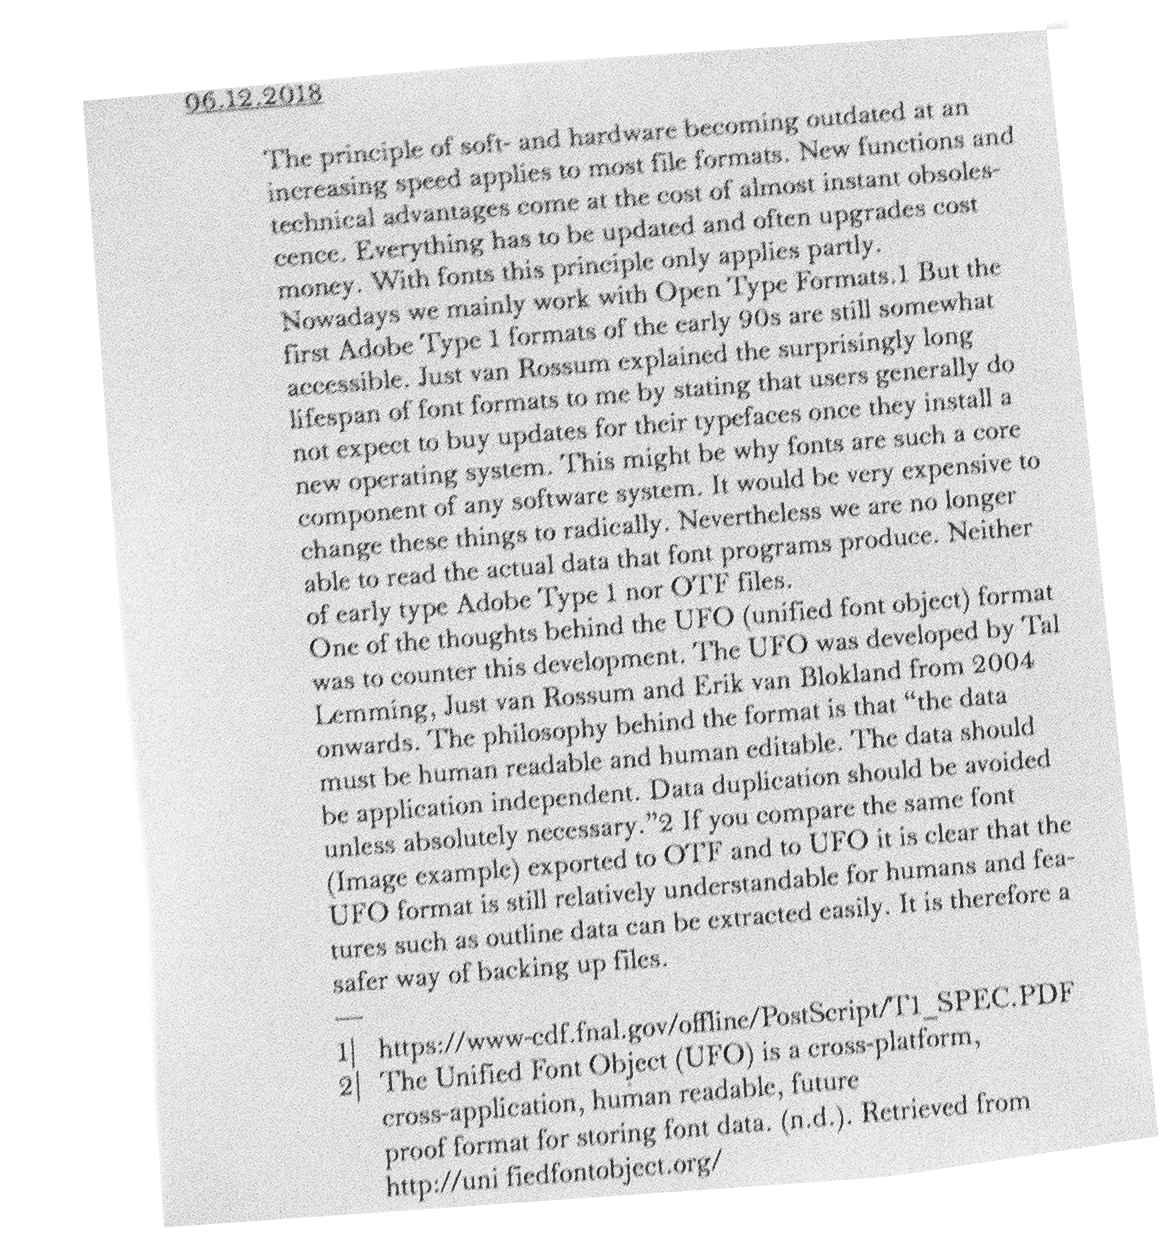 06.12.2018
The principle of soft- and hardware becoming outdated at an
increasing speed applies to most file formats. New functions and
technical advantages come at the cost of almost instant obsoles-
cence. Everything has to be updated and often upgrades cost
money. With fonts this principle only applies partly.
Nowadays we mainly work with Open Type Formats.1 But the
first Adobe Type 1 formats of the early 90s are still somewhat
accessible. Just van Rossum explained the surprisingly long
lifespan of font formats to me by stating that users generally do
not expect to buy updates for their typefaces once they install a
new operating system. This might be why fonts are such a core
component of any software system. It would be very expensive to
change these things to radically. Nevertheless we are no longer
able to read the actual data that font programs produce. Neither
of early type Adobe Type 1 nor OTF files.
One of the thoughts behind the UFO (unified font object) format
was to counter this development. The UFO was developed by Tal
Lemming, Just van Rossum and Erik van Blokland from 2004
onwards. The philosophy behind the format is that “the data
must be human readable and human editable. The data should
be application independent. Data duplication should be avoided
unless absolutely necessary.”2 If you compare the same font
(Image example) exported to OTF and to UFO it is clear that the
UFO format is still relatively understandable for humans and fea-
tures such as outline data can be extracted easily. It is therefore a
safer way of backing up files.
—
1| https://www-cdf.fnal.gov/offline/PostScript/T1_SPEC.PDF
2| The Unified Font Object (UFO) is a cross-platform,
cross-application, human readable, future
proof format for storing font data. (n.d.). Retrieved from
http://uni fiedfontobject.org/